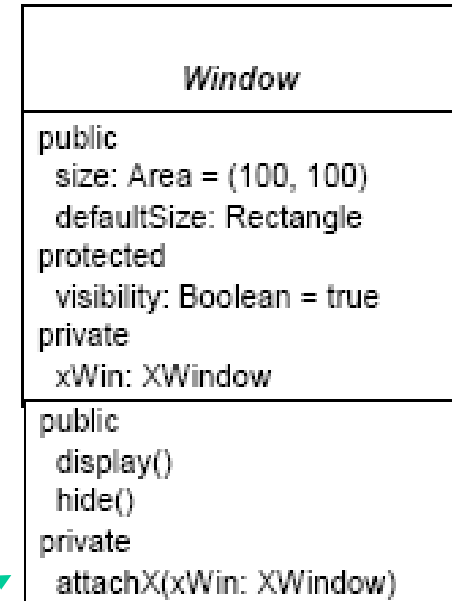 Window
public
size: Area = (100, 100)
defaultSize: Rectangle
protected
visibility: Boolean = true
private
xWin: XWindow
public
display()
hide()
private
attachX(xWin: XWindow)